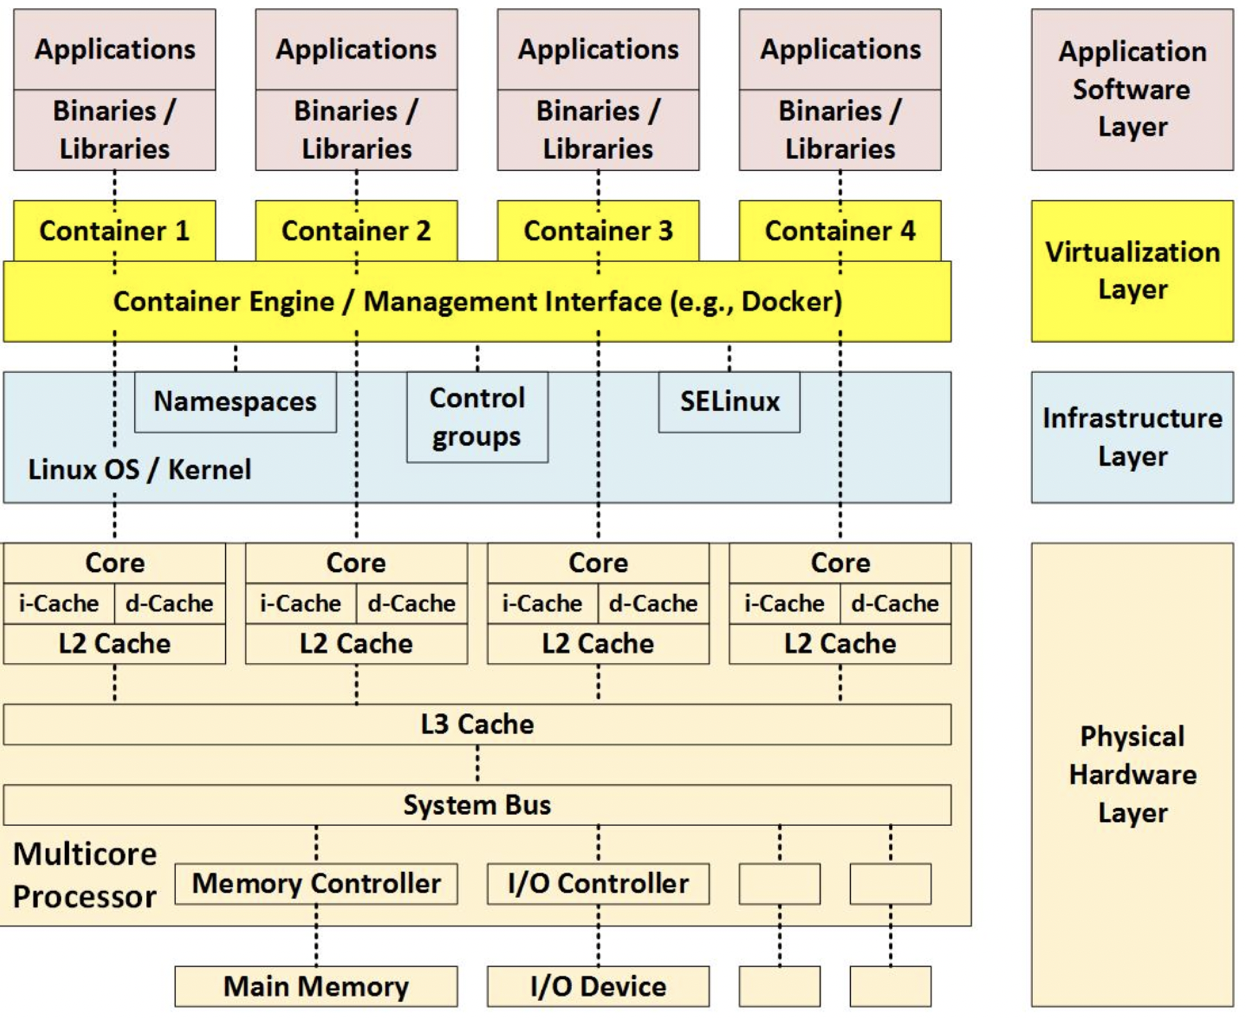 Applications
Applications
Applications
Applications
Binaries /
Libraries
Binaries /
Libraries
Binaries /
Libraries
Binaries /
Libraries
Application
Software
Layer
Container 1
Container 2
Container 3
Container 4
Container Engine / Management Interface (e.g., Docker)
Virtualization
Layer
Namespaces
Control
groups
SELinux
Linux OS / Kernel
Infrastructure
Layer
Core
Core
Core
Core
i-Cache
d-Cache
i-Cache
d-Cache
i-Cache
d-Cache
i-Cache
d-Cache
L2 Cache
L2 Cache
L2 Cache
L2 Cache
L3 Cache
System Bus
Multicore
Processor
Memory Controller
I/O Controller
Main Memory
I/O Device
Physical
Hardware
Layer